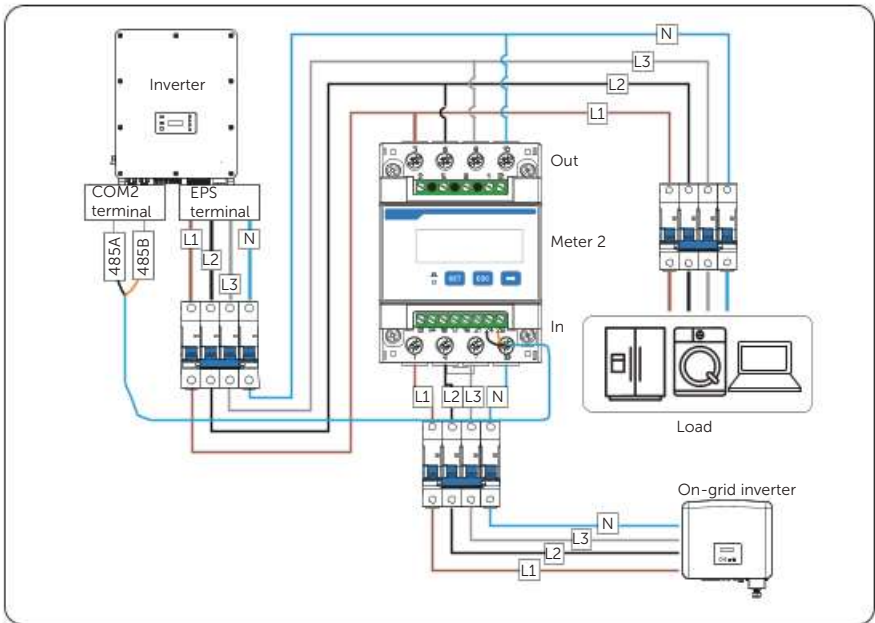 N
L3
L2
L1
Inverter
Out
COM2
terminal
EPS
terminal
485A
485B
L1
L2
L3
N
Meter 2
ESC
In
L1
L2
L3
N
Load
On-grid inverter
N
L3
L2
L1